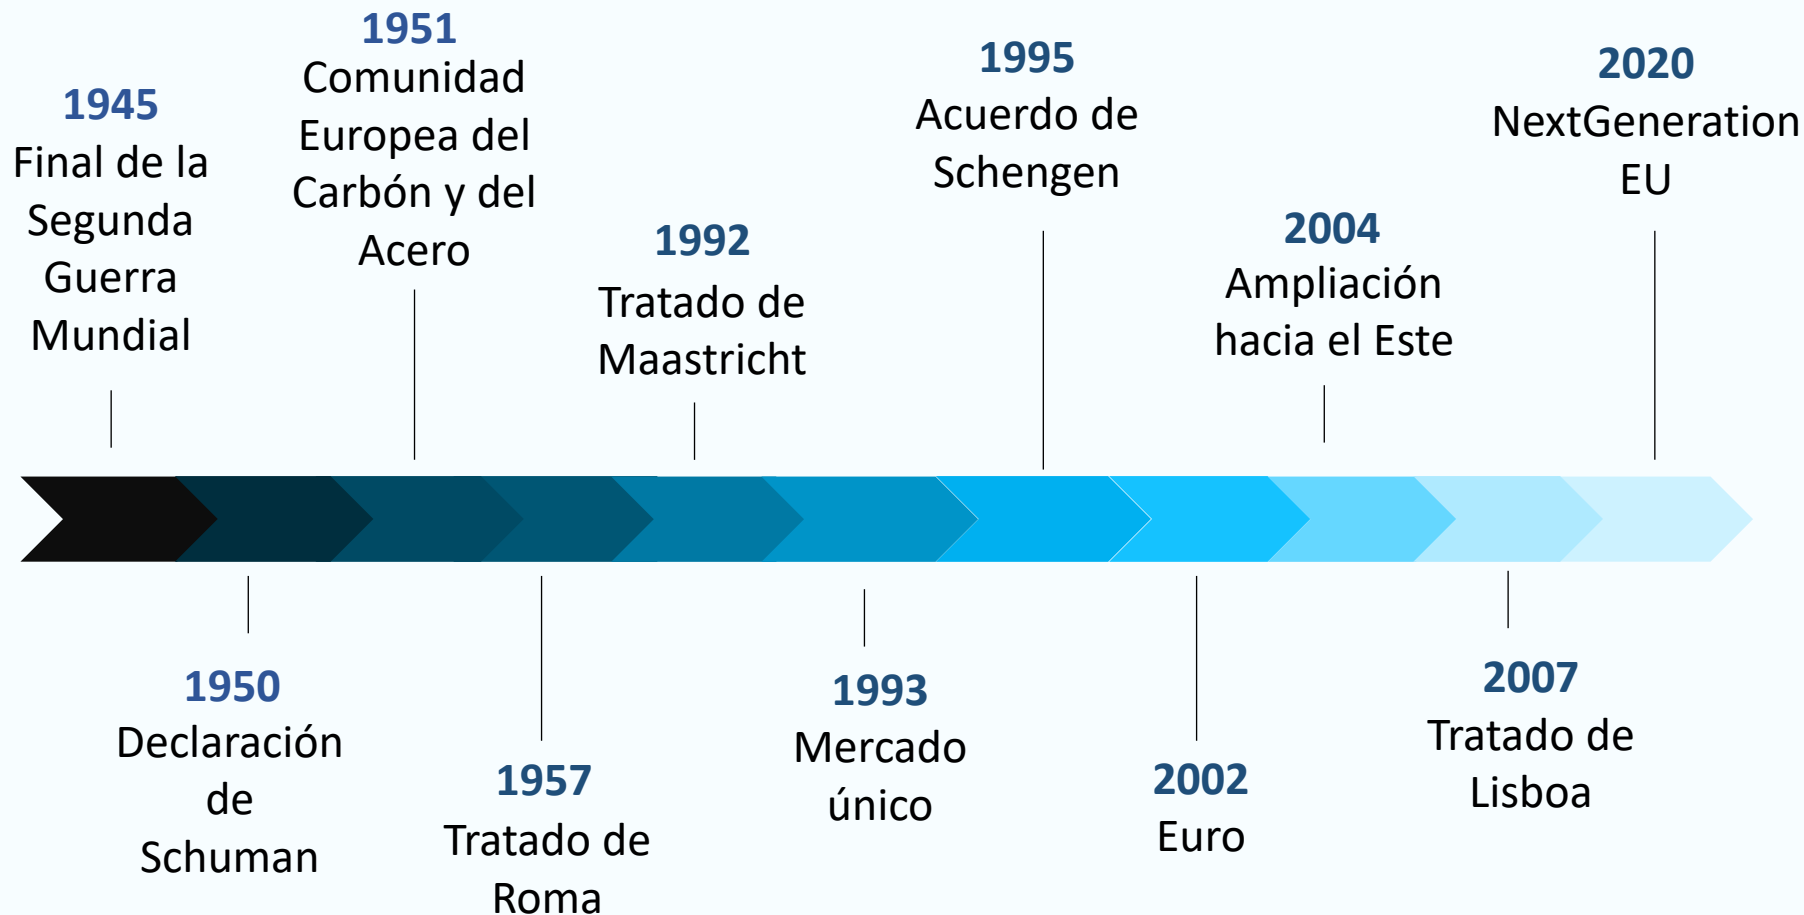 1945
Final de la
Segunda
Guerra
Mundial
1950
Declaración
de
Schuman
1951
Comunidad
Europea del
Carbón y del
Acero
1957
Tratado de
Roma
1992
Tratado de
Maastricht
1993
Mercado
único
1995
Acuerdo de
Schengen
2002
Euro
2004
Ampliación
hacia el Este
2007
Tratado de
Lisboa
2020
NextGeneration
EU